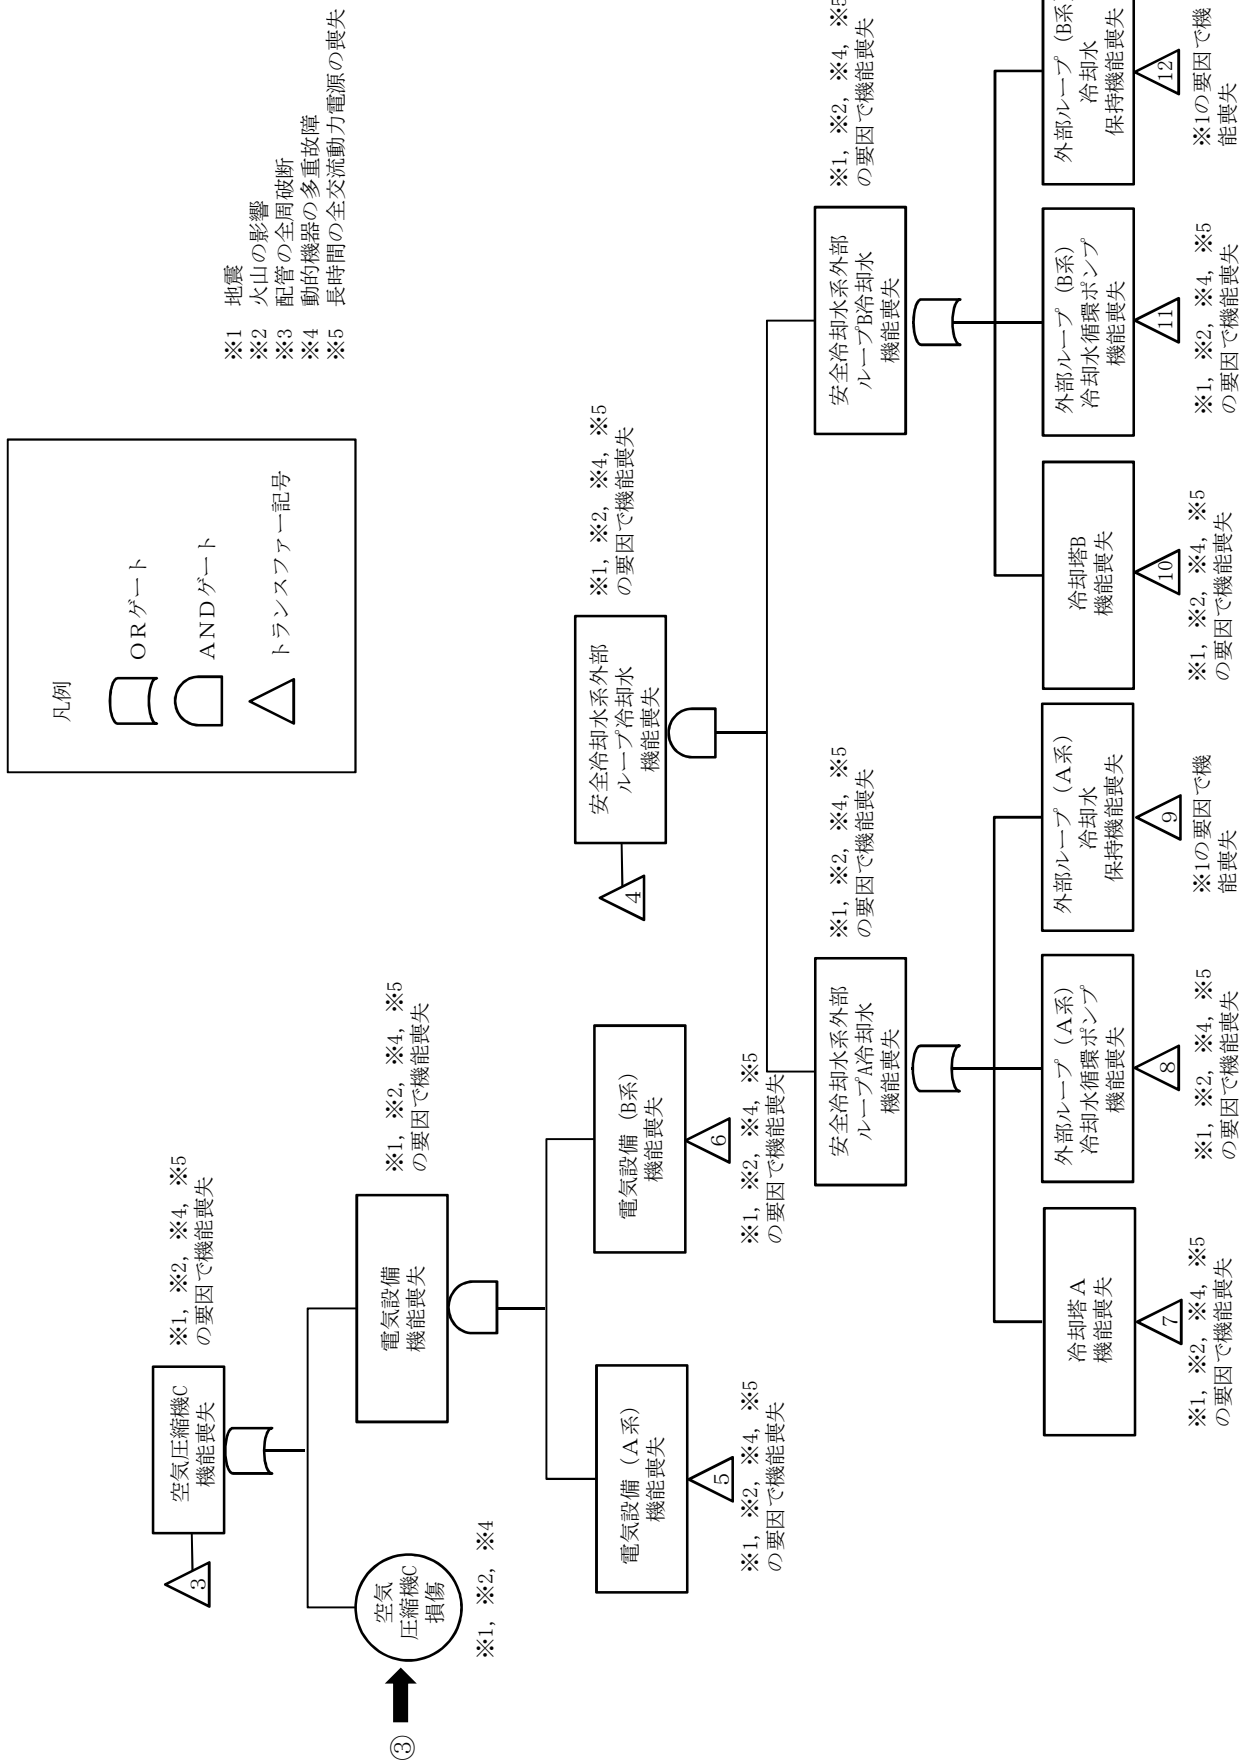 凡例
ORゲート
ANDゲート
トランスファー記号
※1 地震
※2 火山の影響
※3 配管の全周破断
※4 動的機器の多重故障
※5 長時間の全交流動力電源の喪失
3
空気圧縮機C
機能喪失
※1, ※2, ※4, ※5
の要因で機能喪失
③
空気
圧縮機C
損傷
※1, ※2, ※4
電気設備
機能喪失
※1, ※2, ※4, ※5
の要因で機能喪失
電気設備（A系）
機能喪失
5
※1, ※2, ※4, ※5
の要因で機能喪失
電気設備（B系）
機能喪失
6
※1, ※2, ※4, ※5
の要因で機能喪失
4
安全冷却水系外部
ループ冷却水
機能喪失
※1, ※2, ※4, ※5
の要因で機能喪失
安全冷却水系外部
ループA冷却水
機能喪失
※1, ※2, ※4, ※5
の要因で機能喪失
安全冷却水系外部
ループB冷却水
機能喪失
※1, ※2, ※4, ※5
の要因で機能喪失
冷却塔A
機能喪失
7
※1, ※2, ※4, ※5
の要因で機能喪失
外部ループ（A系）
冷却水循環ポンプ
機能喪失
8
※1, ※2, ※4, ※5
の要因で機能喪失
外部ループ（A系）
冷却水
保持機能喪失
9
※1の要因で機
能喪失
冷却塔B
機能喪失
10
※1, ※2, ※4, ※5
の要因で機能喪失
外部ループ（B系）
冷却水循環ポンプ
機能喪失
11
※1, ※2, ※4, ※5
の要因で機能喪失
外部ループ（B系）
冷却水
保持機能喪失
12
※1の要因で機
能喪失